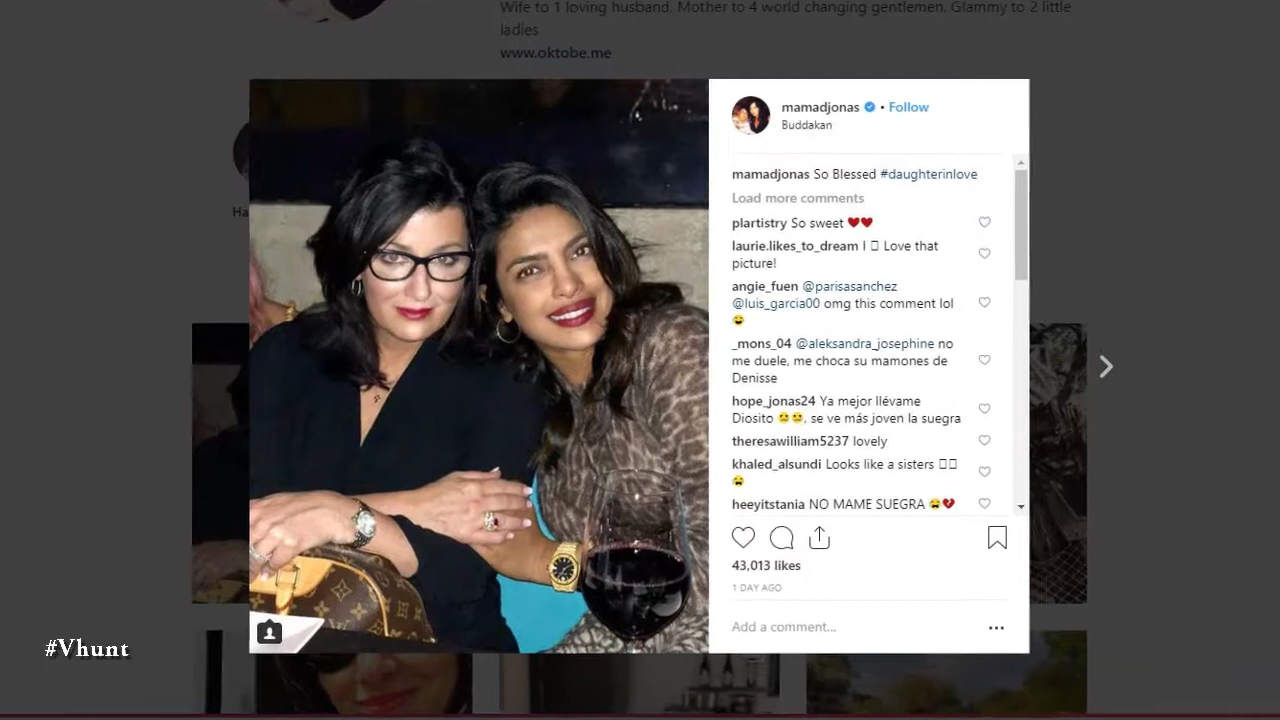 Wife to 1 loving husband. Mother to 4 world changing gentlemen. Glammy to 2 little
ladies
www.oktobe.me
mamadjonas • Follow
Buddakan
mamadjonas So Blessed #daughterinlove
Load more comments
plartistry So sweet ❤❤
laurie.likes_to_dream I Love that
picture!
angie_fuen @parisasanchez
@luis_garcia00 omg this comment lol
_mons_04 @aleksandra_josephine no
me duele, me choca su mamones de
Denisse
hope_jonas24 Ya mejor llévame
Diosito , se ve más joven la suegra
theresawilliam5237 lovely
khaled_alsundi Looks like a sisters
heeyitstania NO MAME SUEGRA
43,013 likes
1 DAY AGO
Add a comment...
Ha
#Vhunt